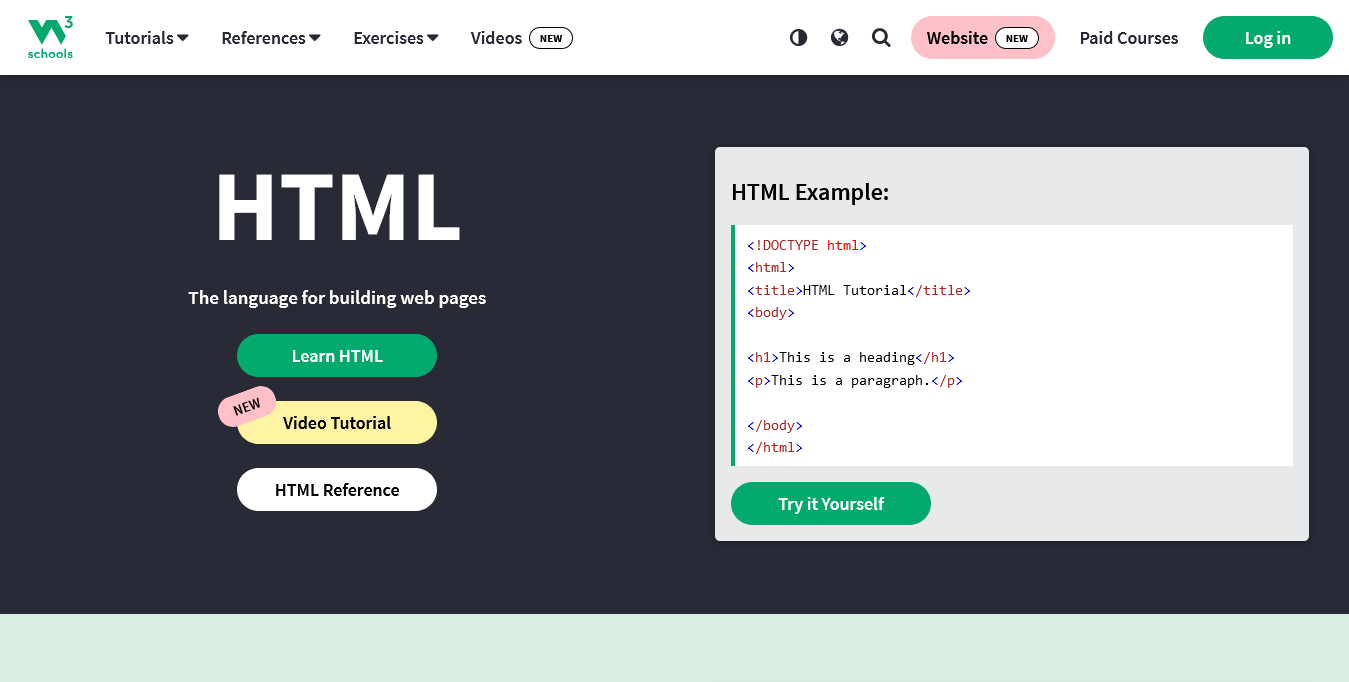 W3 schools
Tutorials References Exercises Videos NEW Website NEW Paid Courses Log in
HTML
The language for building web pages
Learn HTML
NEW
Video Tutorial
HTML Reference
HTML Example:
<!DOCTYPE html>
<html>
<title>HTML Tutorial</title>
<body>
<h1>This is a heading</h1>
<p>This is a paragraph.</p>
</body>
</html>
Try it Yourself